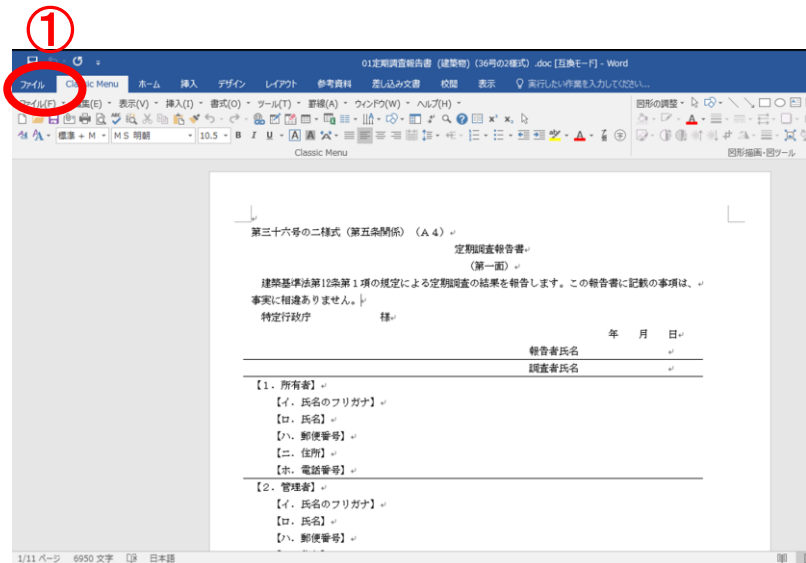 ①
01定期調査報告書 (建築物) (36号の2様式) .doc [互換モード] - Word
ファイル Classic Menu ホーム 挿入 デザイン レイアウト 参考資料 差し込み文書 校閲 表示 実行したい作業を入力してください...
ファイル(F) 編集(E) 表示(V) 挿入(I) 書式(O) ツール(T) 罫線(A) ウィンドウ(W) ヘルプ(H) 図形の調整
標準 + M MS 明朝 10.5 B I U
Classic Menu 図形描画・図ツール
第三十六号の二様式(第五条関係)(A4)
定期調査報告書
(第一面)
建築基準法第12条第1項の規定による定期調査の結果を報告します。この報告書に記載の事項は、
事実に相違ありません。
特定行政庁 様
年 月 日
報告者氏名
調査者氏名
【1.所有者】
【イ.氏名のフリガナ】
【ロ.氏名】
【ハ.郵便番号】
【ニ.住所】
【ホ.電話番号】
【2.管理者】
【イ.氏名のフリガナ】
【ロ.氏名】
【ハ.郵便番号】
1/11 ページ 6950 文字 日本語